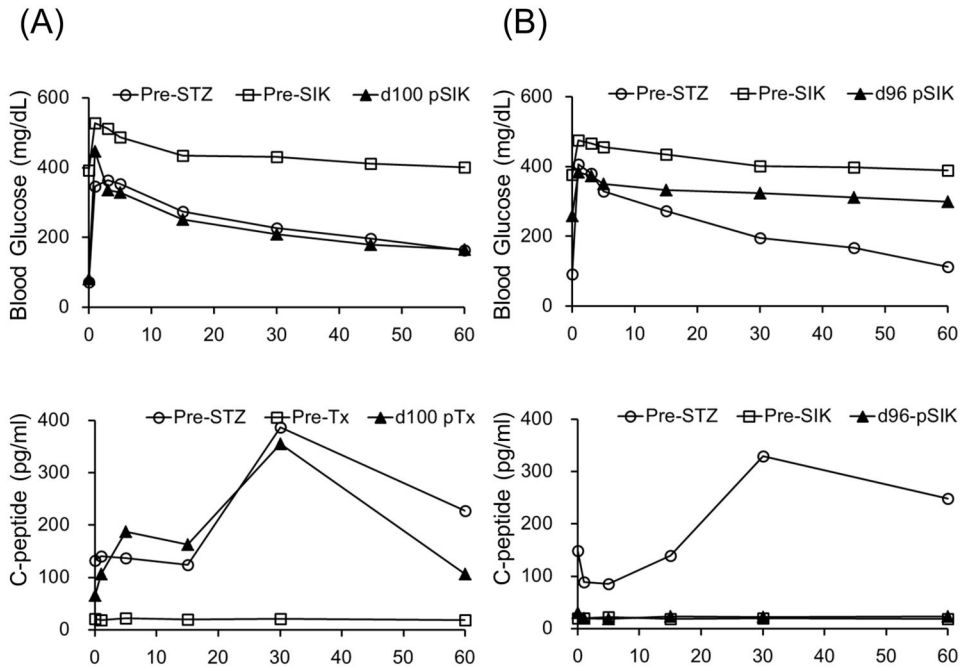 (A)
(B)
Pre-STZ Pre-SIK d100 pSIK
Blood Glucose (mg/dL)
600
400
200
0
0 10 20 30 40 50 60
Pre-STZ Pre-SIK d96 pSIK
Blood Glucose (mg/dL)
600
400
200
0
0 10 20 30 40 50 60
Pre-STZ Pre-Tx d100 pTx
C-peptide (pg/ml)
400
300
200
100
0
0 10 20 30 40 50 60
Pre-STZ Pre-SIK d96-pSIK
C-peptide (pg/ml)
400
300
200
100
0
0 10 20 30 40 50 60